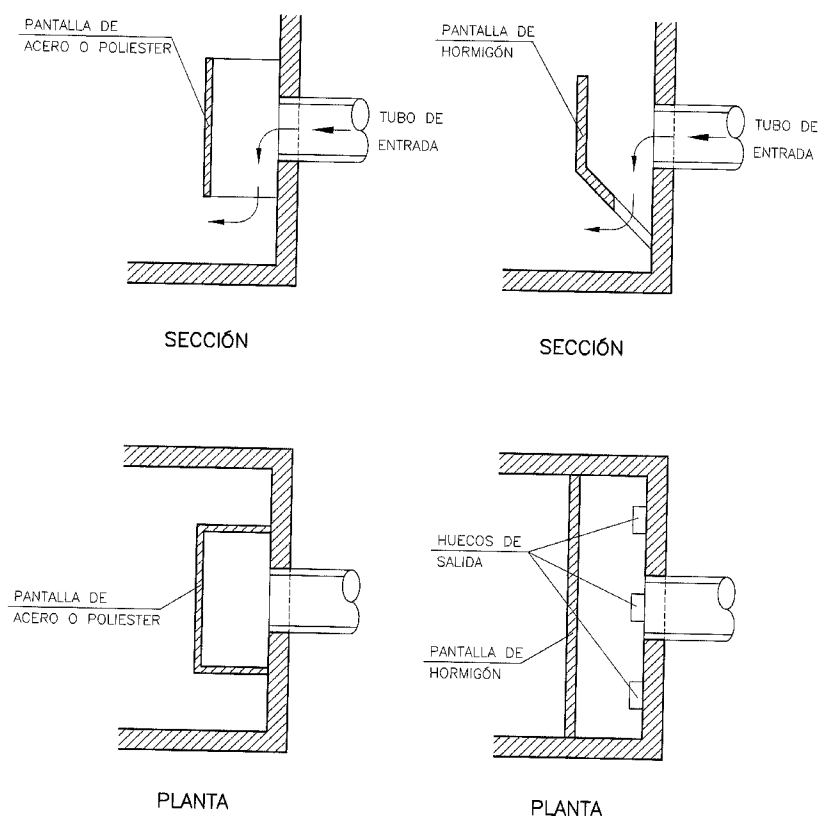 PANTALLA DE
ACERO O POLIESTER
TUBO DE
ENTRADA
SECCIÓN
PANTALLA DE
HORMIGÓN
TUBO DE
ENTRADA
SECCIÓN
PANTALLA DE
ACERO O POLIESTER
PLANTA
HUECOS DE
SALIDA
PANTALLA DE
HORMIGÓN
PLANTA